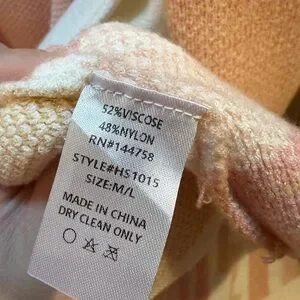 52%VISCOSE
48%NYLON
RN#144758
STYLE#HS1015
SIZE:M/L
MADE IN CHINA
DRY CLEAN ONLY